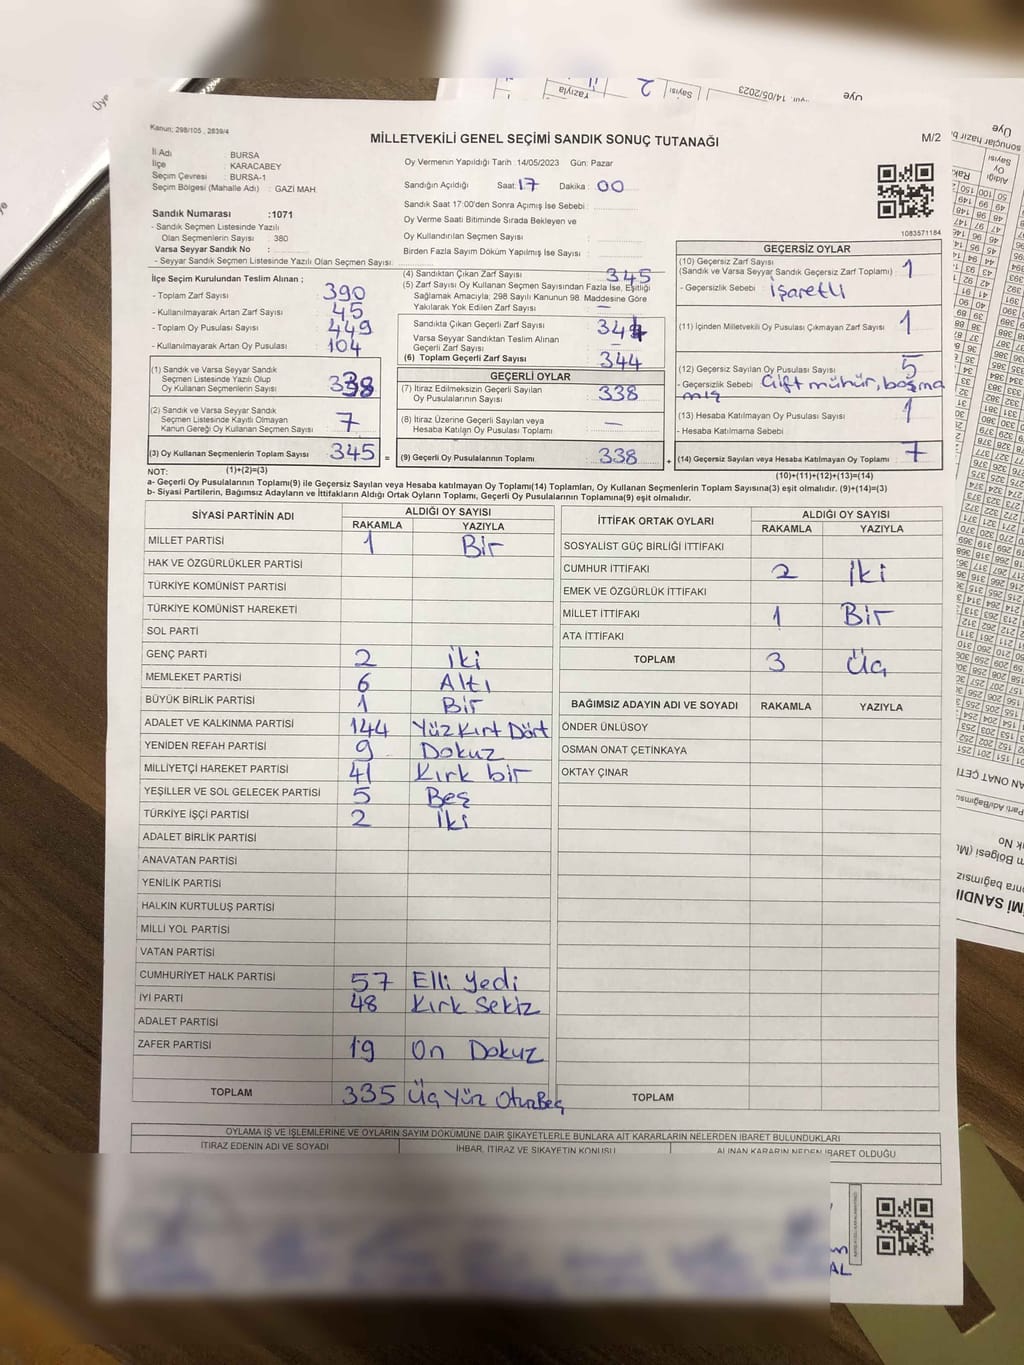 Üye
Yazıyla
2
Sayısı
14/05/2023
Üye
Kanun; 298/105 , 2839/4
MİLLETVEKİLİ GENEL SEÇİMİ SANDIK SONUÇ TUTANAĞI
M/2
İl Adı : BURSA
İlçe : KARACABEY
Seçim Çevresi : BURSA-1
Seçim Bölgesi (Mahalle Adı) : GAZİ MAH.
Oy Vermenin Yapıldığı Tarih :14/05/2023 Gün: Pazar
Sandığın Açıldığı Saat: 17 Dakika : 00
Sandık Saat 17:00'den Sonra Açımış İse Sebebi :
Oy Verme Saati Bitiminde Sırada Bekleyen ve
Oy Kullandırılan Seçmen Sayısı :
Birden Fazla Sayım Döküm Yapılmış İse Sayısı :
1083571184
Sandık Numarası :1071
- Sandık Seçmen Listesinde Yazılı
Olan Seçmenlerin Sayısı : 380
Varsa Seyyar Sandık No :
- Seyyar Sandık Seçmen Listesinde Yazılı Olan Seçmen Sayısı:
İlçe Seçim Kurulundan Teslim Alınan ;
- Toplam Zarf Sayısı : 390
- Kullanılmayarak Artan Zarf Sayısı : 45
- Toplam Oy Pusulası Sayısı : 449
- Kullanılmayarak Artan Oy Pusulası : 104
(1) Sandık ve Varsa Seyyar Sandık
Seçmen Listesinde Yazılı Olup
Oy Kullanan Seçmenlerin Sayısı : 338
(2) Sandık ve Varsa Seyyar Sandık
Seçmen Listesinde Kayıtlı Olmayan
Kanun Gereği Oy Kullanan Seçmen Sayısı : 7
(3) Oy Kullanan Seçmenlerin Toplam Sayısı : 345 =
(4) Sandıktan Çıkan Zarf Sayısı : 345
(5) Zarf Sayısı Oy Kullanan Seçmen Sayısından Fazla İse, Eşitliği
Sağlamak Amacıyla; 298 Sayılı Kanunun 98. Maddesine Göre
Yakılarak Yok Edilen Zarf Sayısı : —
Sandıkta Çıkan Geçerli Zarf Sayısı : 344
Varsa Seyyar Sandıktan Teslim Alınan
Geçerli Zarf Sayısı : —
(6) Toplam Geçerli Zarf Sayısı : 344
GEÇERLİ OYLAR
(7) İtiraz Edilmeksizin Geçerli Sayılan
Oy Pusulalarının Sayısı : 338
(8) İtiraz Üzerine Geçerli Sayılan veya
Hesaba Katılan Oy Pusulası Toplamı : —
(9) Geçerli Oy Pusulalarının Toplamı : 338 +
GEÇERSİZ OYLAR
(10) Geçersiz Zarf Sayısı : 1
(Sandık ve Varsa Seyyar Sandık Geçersiz Zarf Toplamı)
- Geçersizlik Sebebi : İşaretli
(11) İçinden Milletvekili Oy Pusulası Çıkmayan Zarf Sayısı : 1
(12) Geçersiz Sayılan Oy Pusulası Sayısı : 5
- Geçersizlik Sebebi : Çift mühür, basma
mış
(13) Hesaba Katılmayan Oy Pusulası Sayısı : 1
- Hesaba Katılmama Sebebi :
(14) Geçersiz Sayılan veya Hesaba Katılmayan Oy Toplamı : 7
NOT: (1)+(2)=(3)
(10)+(11)+(12)+(13)=(14)
a- Geçerli Oy Pusulalarının Toplamı(9) ile Geçersiz Sayılan veya Hesaba katılmayan Oy Toplamı(14) Toplamları, Oy Kullanan Seçmenlerin Toplam Sayısına(3) eşit olmalıdır. (9)+(14)=(3)
b- Siyasi Partilerin, Bağımsız Adayların ve İttifakların Aldığı Ortak Oyların Toplamı, Geçerli Oy Pusulalarının Toplamına(9) eşit olmalıdır.
SİYASİ PARTİNİN ADI ALDIĞI OY SAYISI
RAKAMLA YAZIYLA
MİLLET PARTİSİ 1 Bir
HAK VE ÖZGÜRLÜKLER PARTİSİ
TÜRKİYE KOMÜNİST PARTİSİ
TÜRKİYE KOMÜNİST HAREKETİ
SOL PARTİ
GENÇ PARTİ 2 İki
MEMLEKET PARTİSİ 6 Altı
BÜYÜK BİRLİK PARTİSİ 1 Bir
ADALET VE KALKINMA PARTİSİ 144 Yüz Kırt Dört
YENİDEN REFAH PARTİSİ 9 Dokuz
MİLLİYETÇİ HAREKET PARTİSİ 41 Kırk bir
YEŞİLLER VE SOL GELECEK PARTİSİ 5 Beş
TÜRKİYE İŞÇİ PARTİSİ 2 İki
ADALET BİRLİK PARTİSİ
ANAVATAN PARTİSİ
YENİLİK PARTİSİ
HALKIN KURTULUŞ PARTİSİ
MİLLİ YOL PARTİSİ
VATAN PARTİSİ
CUMHURİYET HALK PARTİSİ 57 Elli Yedi
İYİ PARTİ 48 Kırk Sekiz
ADALET PARTİSİ
ZAFER PARTİSİ 19 On Dokuz
TOPLAM 335 Üç Yüz OtuzBeş
İTTİFAK ORTAK OYLARI ALDIĞI OY SAYISI
RAKAMLA YAZIYLA
SOSYALİST GÜÇ BİRLİĞİ İTTİFAKI
CUMHUR İTTİFAKI 2 İki
EMEK VE ÖZGÜRLÜK İTTİFAKI
MİLLET İTTİFAKI 1 Bir
ATA İTTİFAKI
TOPLAM 3 Üç
BAĞIMSIZ ADAYIN ADI VE SOYADI RAKAMLA YAZIYLA
ÖNDER ÜNLÜSOY
OSMAN ONAT ÇETİNKAYA
OKTAY ÇINAR
TOPLAM
OYLAMA İŞ VE İŞLEMLERİNE VE OYLARIN SAYIM DÖKÜMÜNE DAİR ŞİKAYETLERLE BUNLARA AİT KARARLARIN NELERDEN İBARET BULUNDUKLARI
İTİRAZ EDENİN ADI VE SOYADI İHBAR, İTİRAZ VE ŞİKAYETİN KONUSU ALINAN KARARIN NEDEN İBARET OLDUĞU